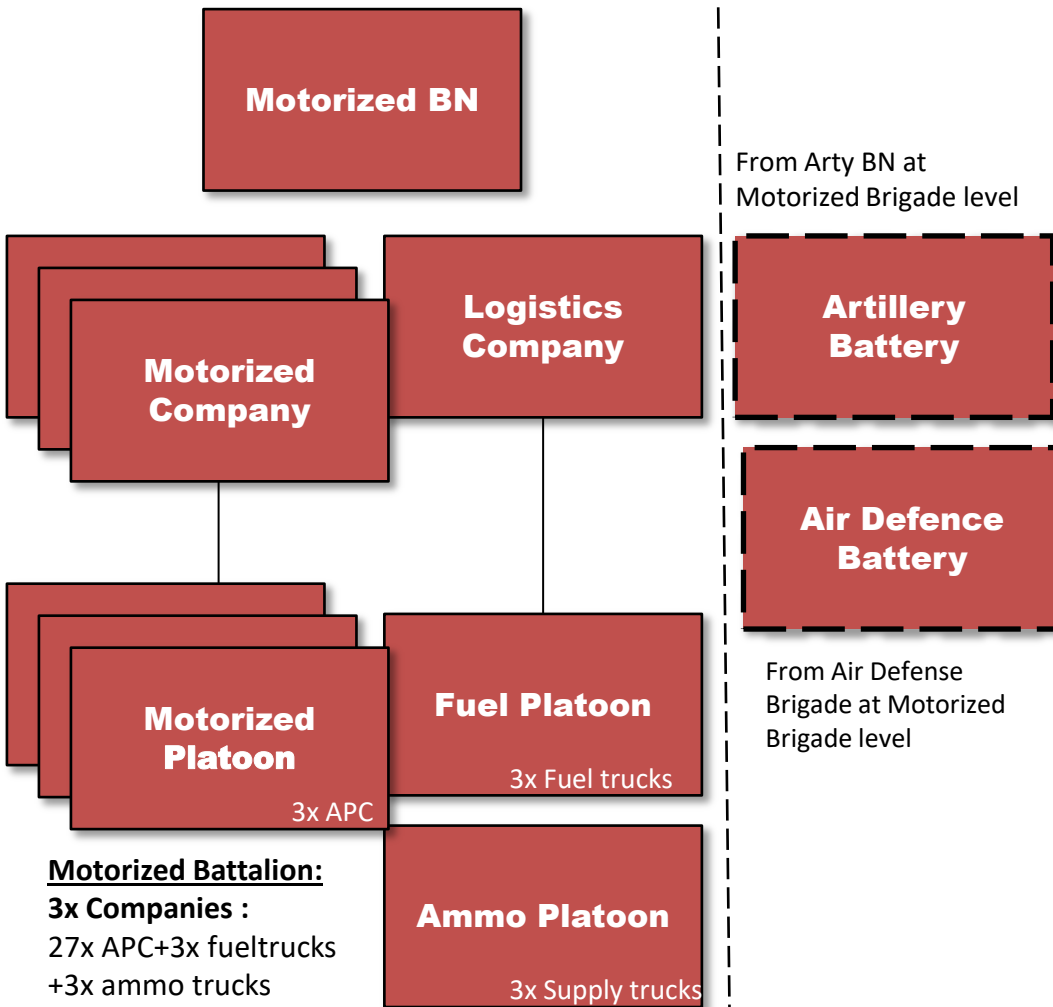 Motorized BN
From Arty BN at
Motorized Brigade level
Motorized
Company
Logistics
Company
Artillery
Battery
Air Defence
Battery
From Air Defense
Brigade at Motorized
Brigade level
Motorized
Platoon
3x APC
Fuel Platoon
3x Fuel trucks
Ammo Platoon
3x Supply trucks
Motorized Battalion:
3x Companies :
27x APC+3x fueltrucks
+3x ammo trucks